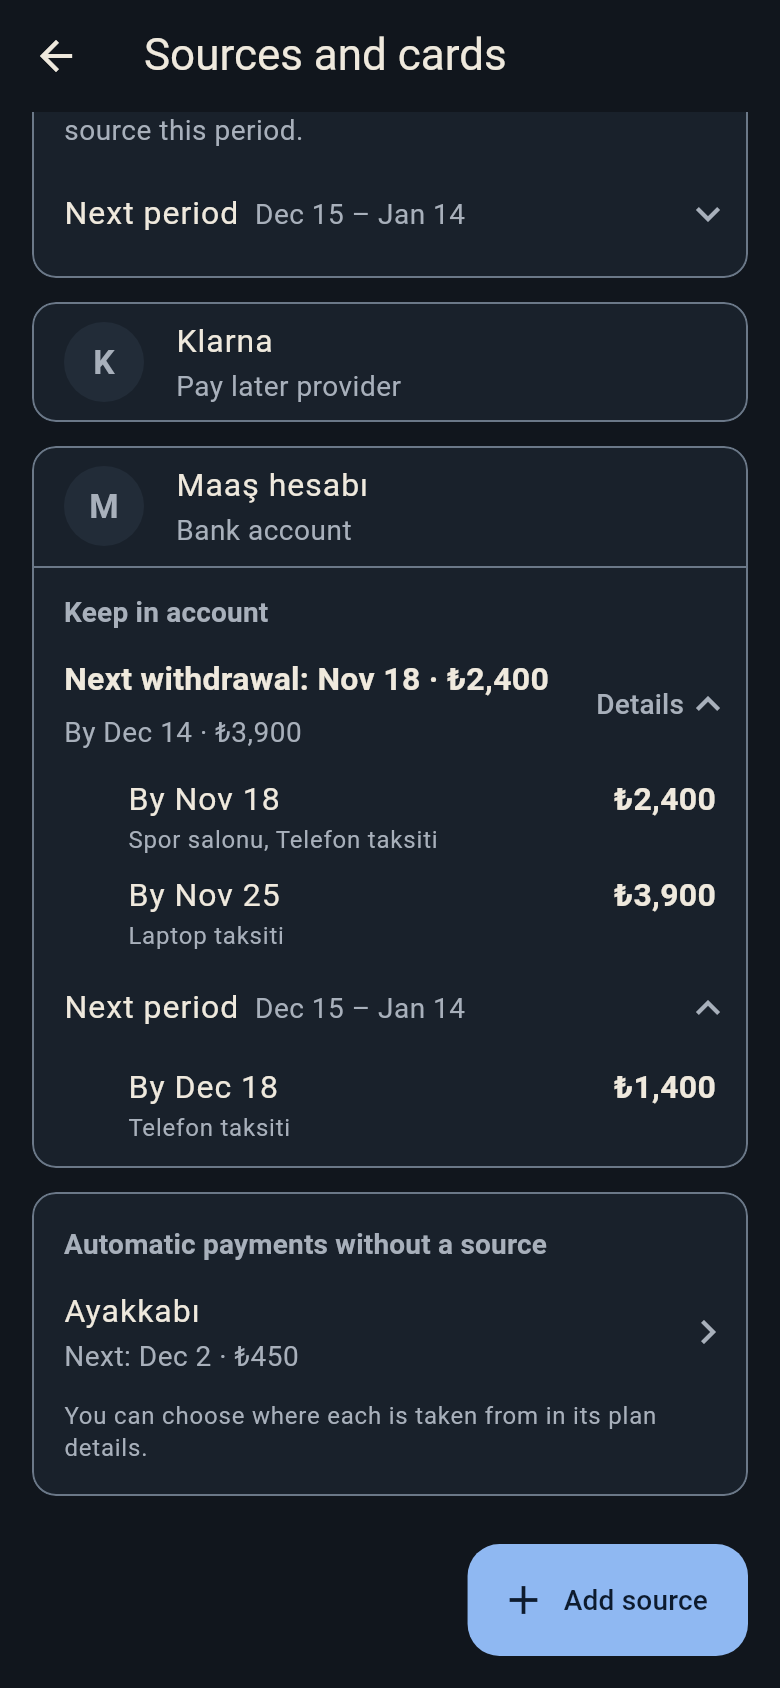 Sources and cards
source this period.
Next period Dec 15 – Jan 14
K
Klarna
Pay later provider
M
Maaş hesabı
Bank account
Keep in account
Next withdrawal: Nov 18 · ₺2,400
Details
By Dec 14 · ₺3,900
By Nov 18 ₺2,400
Spor salonu, Telefon taksiti
By Nov 25 ₺3,900
Laptop taksiti
Next period Dec 15 – Jan 14
By Dec 18 ₺1,400
Telefon taksiti
Automatic payments without a source
Ayakkabı
Next: Dec 2 · ₺450
You can choose where each is taken from in its plan
details.
Add source